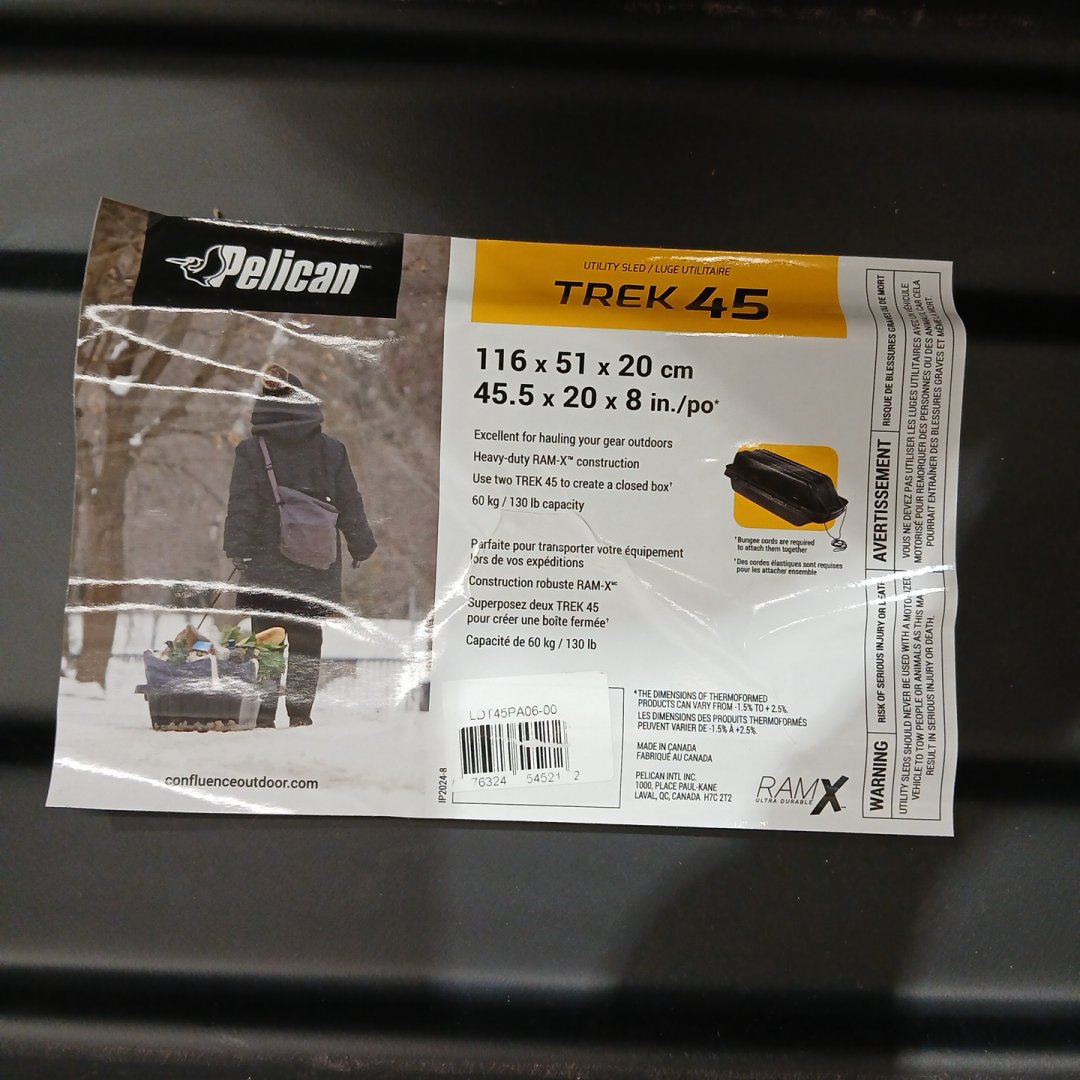 Pelican
UTILITY SLED / LUGE UTILITAIRE
TREK 45
116 x 51 x 20 cm
45.5 x 20 x 8 in./po*
Excellent for hauling your gear outdoors
Heavy-duty RAM-X™ construction
Use two TREK 45 to create a closed box†
60 kg / 130 lb capacity
Parfaite pour transporter votre équipement
lors de vos expéditions
Construction robuste RAM-Xᴹᶜ
Superposez deux TREK 45
pour créer une boîte fermée†
Capacité de 60 kg / 130 lb
†Bungee cords are required
to attach them together
†Des cordes élastiques sont requises
pour les attacher ensemble
LDT45PA06-00
76324 54521 2
IP2024-8
*THE DIMENSIONS OF THERMOFORMED
PRODUCTS CAN VARY FROM -1.5% TO + 2.5%.
LES DIMENSIONS DES PRODUITS THERMOFORMÉS
PEUVENT VARIER DE -1.5% À +2.5%.
MADE IN CANADA
FABRIQUÉ AU CANADA
PELICAN INTL INC.
1000, PLACE PAUL-KANE
LAVAL, QC, CANADA H7C 2T2
RAMX™
ULTRA DURABLE
confluenceoutdoor.com
WARNING
RISK OF SERIOUS INJURY OR DEATH
UTILITY SLEDS SHOULD NEVER BE USED WITH A MOTORIZED
VEHICLE TO TOW PEOPLE OR ANIMALS AS THIS MAY
RESULT IN SERIOUS INJURY OR DEATH.
AVERTISSEMENT
RISQUE DE BLESSURES GRAVES OU DE MORT
VOUS NE DEVEZ PAS UTILISER LES LUGES UTILITAIRES AVEC UN VÉHICULE
MOTORISÉ POUR REMORQUER DES PERSONNES OU DES ANIMAUX CAR CELA
POURRAIT ENTRAÎNER DES BLESSURES GRAVES ET MÊME LA MORT.